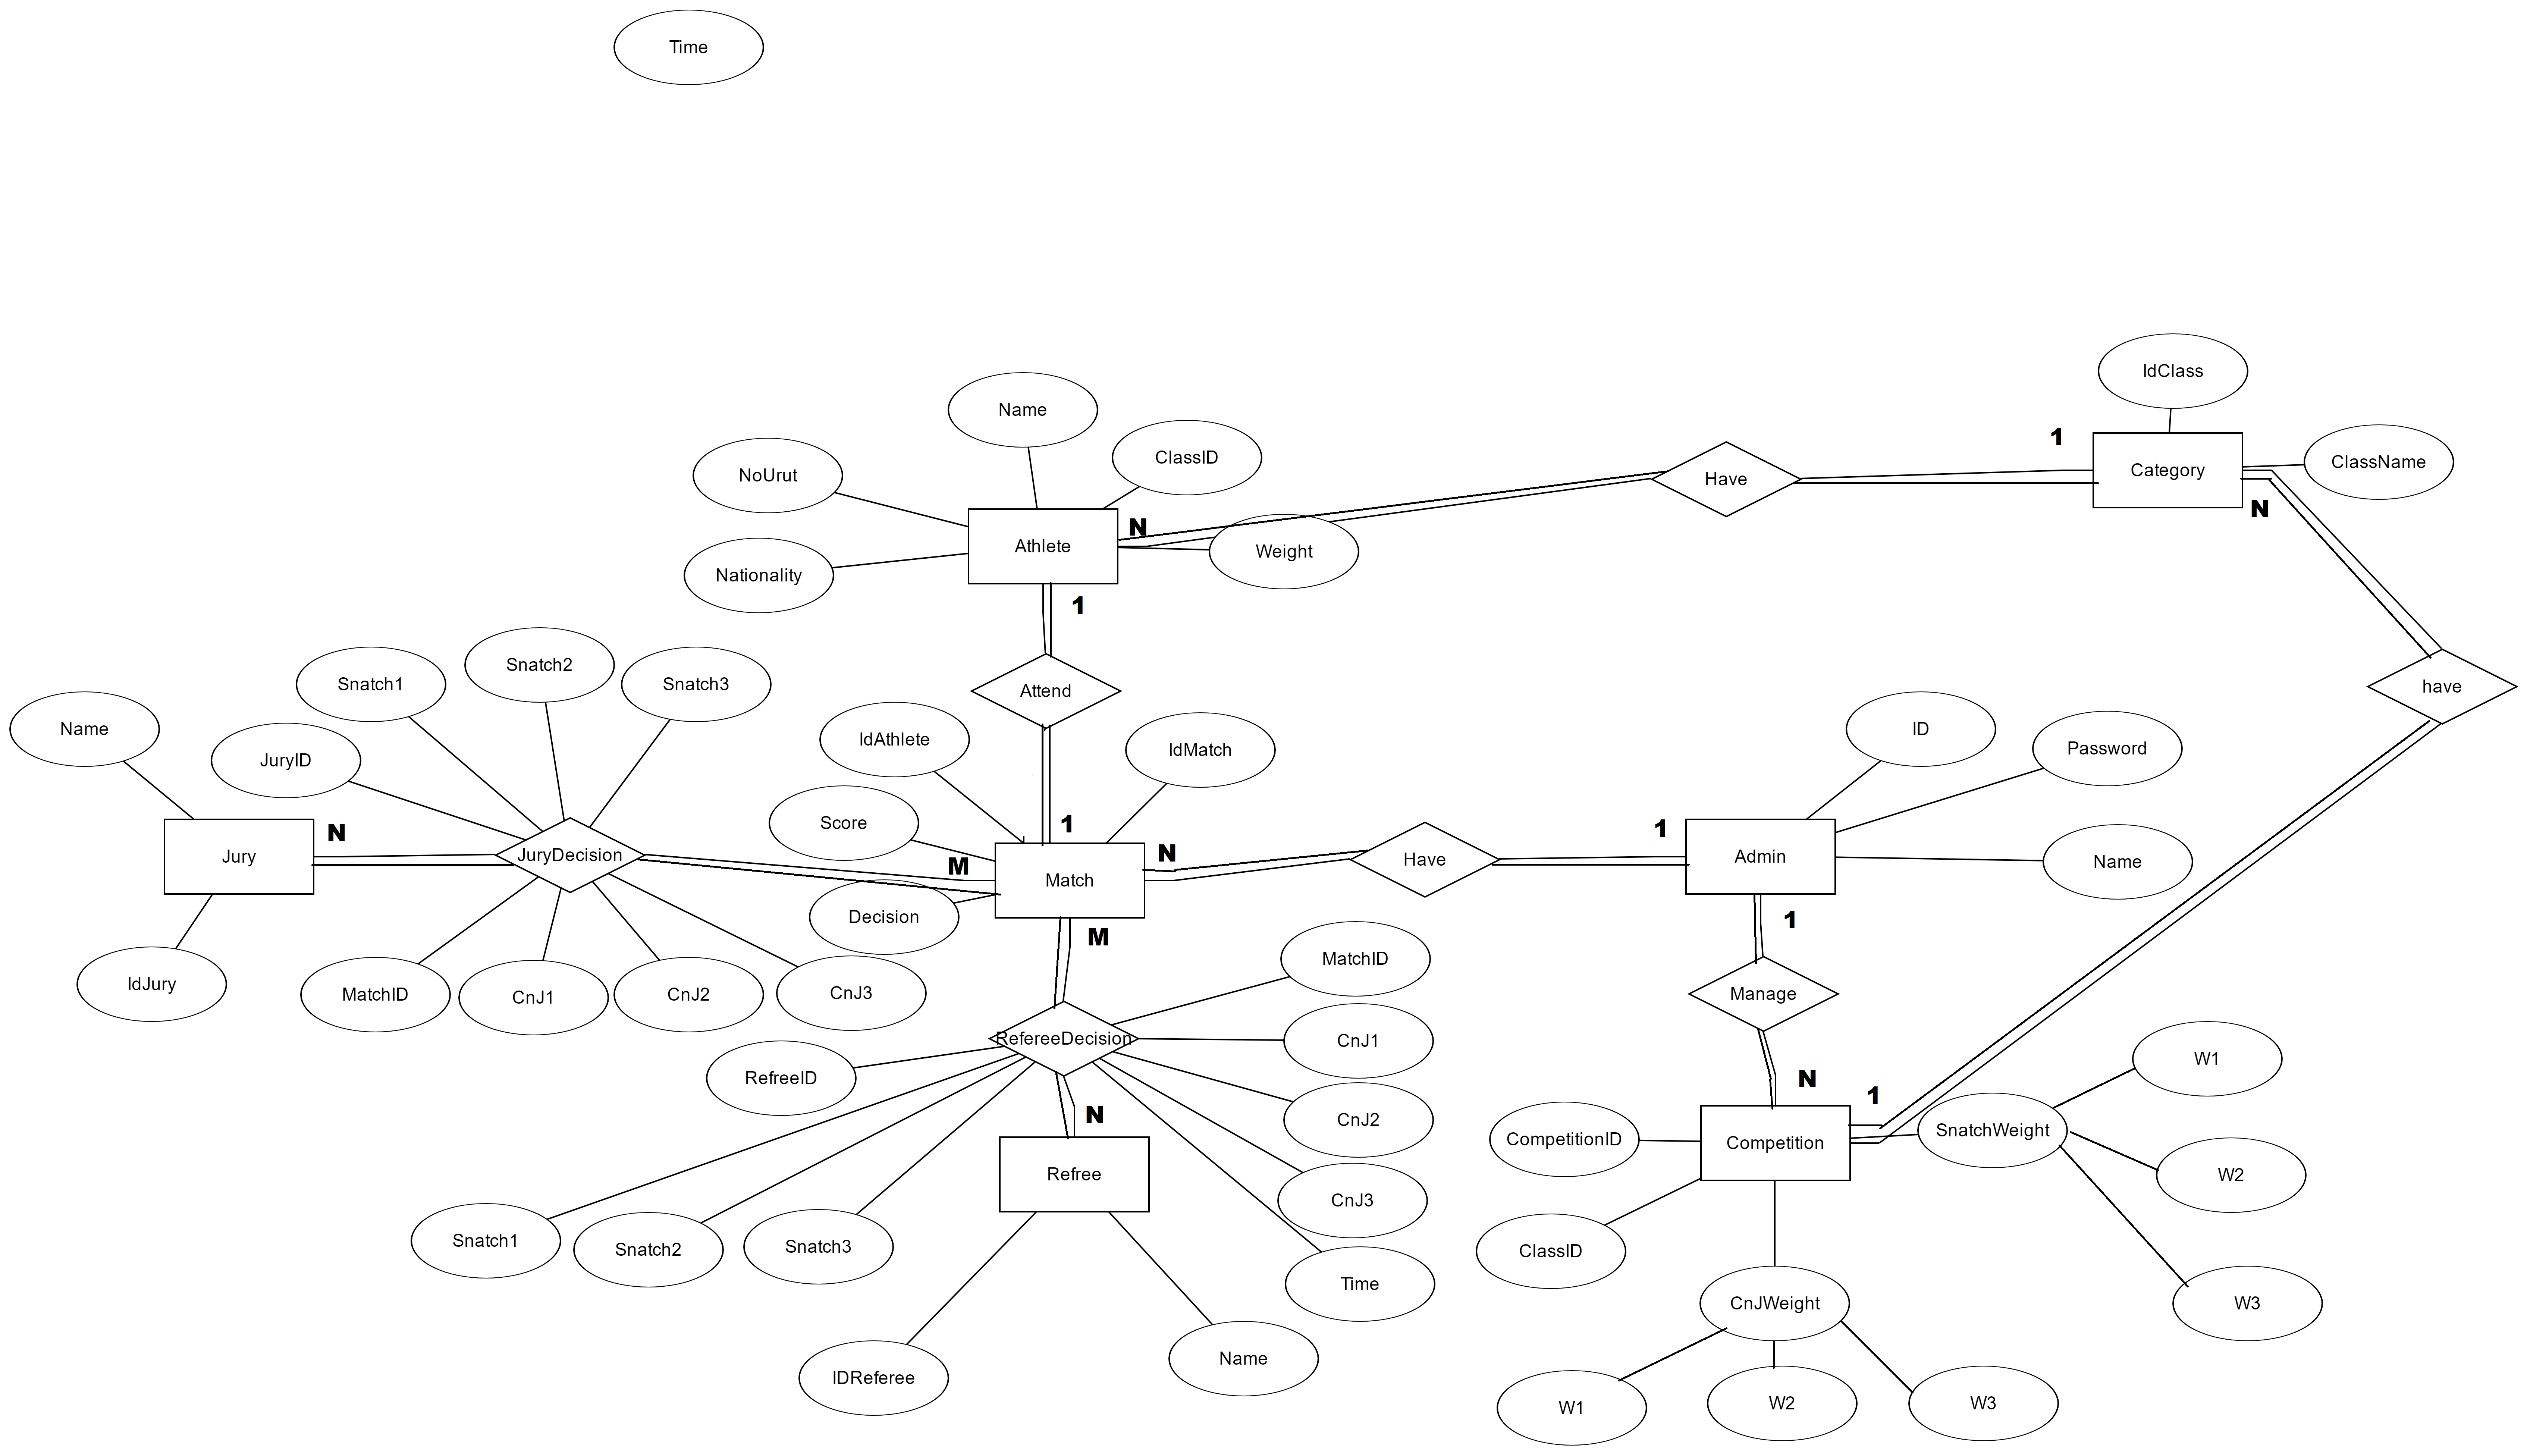 Time
IdClass
Name
1
ClassID
ClassName
Category
NoUrut
Have
N
N
Athlete
Weight
Nationality
1
Snatch2
Snatch1
Snatch3
have
Attend
Name
ID
IdAthlete
IdMatch
Password
JuryID
Score
1
1
N
N
JuryDecision
Jury
M
Have
Admin
Name
Match
Decision
1
M
MatchID
IdJury
MatchID
CnJ1
CnJ2
CnJ3
Manage
RefereeDecision
CnJ1
W1
RefreeID
N
1
N
CnJ2
SnatchWeight
CompetitionID
Competition
Refree
W2
CnJ3
Snatch1
Snatch2
Snatch3
ClassID
Time
CnJWeight
W3
Name
IDReferee
W1
W2
W3